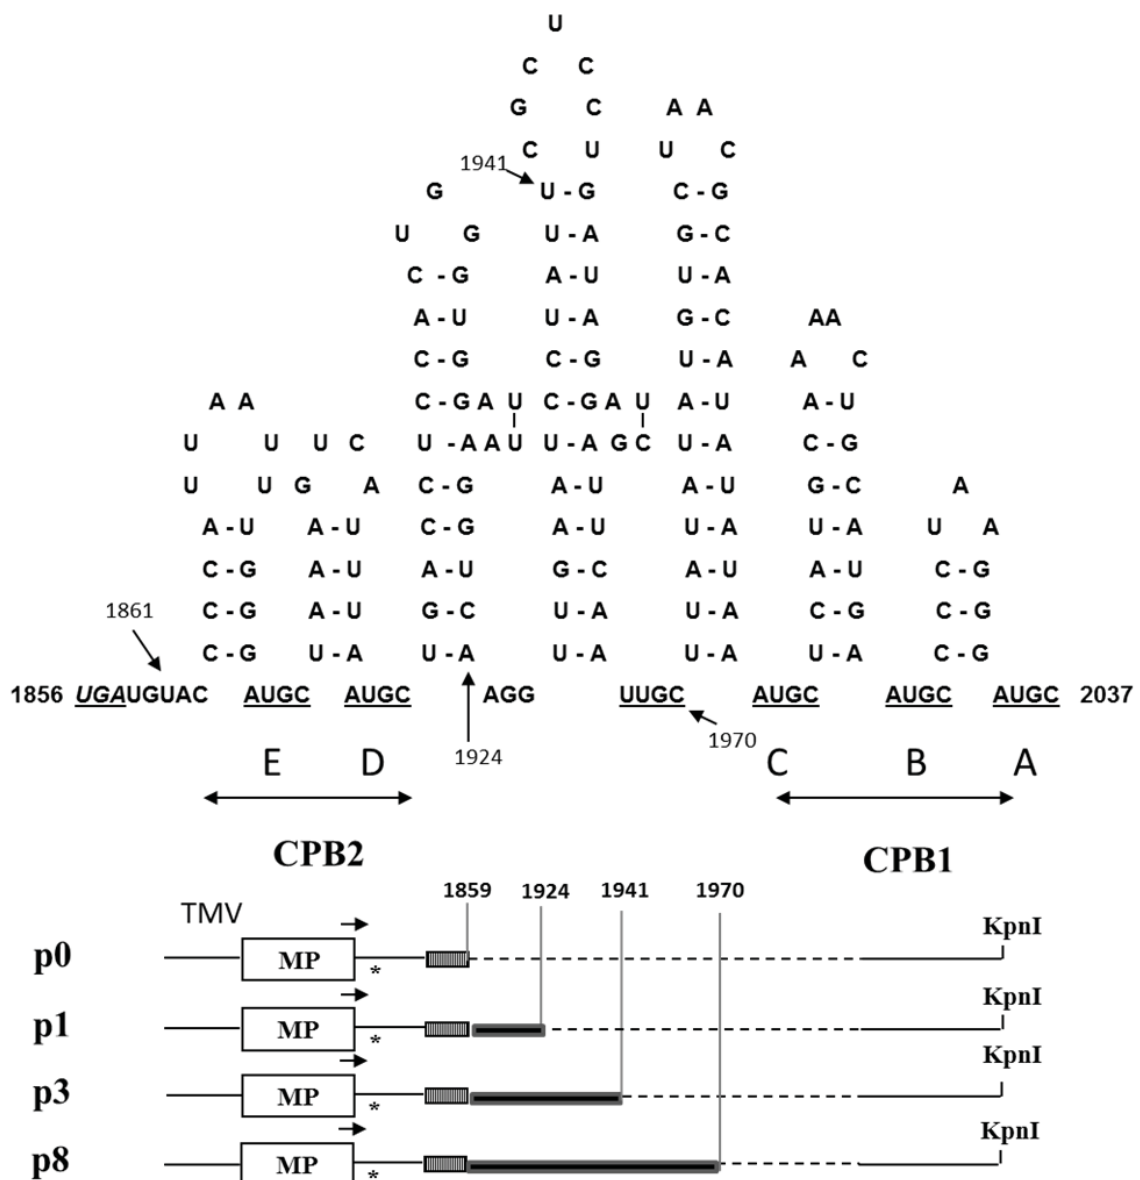 U
C C
G C A A
C U U C
1941 U - G C - G
G
U G U - A G - C
C - G A - U U - A
A - U U - A G - C AA
C - G C - G U - A A C
A A C - G A U C - G A U A - U A - U
U U U C U - A A U U - A G C U - A C - G
U U G A C - G A - U A - U G - C A
A - U A - U C - G A - U U - A U - A U A
C - G A - U A - U G - C A - U A - U C - G
1861
C - G A - U G - C U - A U - A C - G C - G
C - G U - A U - A U - A U - A U - A C - G
1856 UGAUGUAC AUGC AUGC AGG UUGC AUGC AUGC AUGC 2037
1924 1970
E D C B A
CPB2 CPB1
1859 1924 1941 1970
TMV
p0 MP * KpnI
p1 MP * KpnI
p3 MP * KpnI
p8 MP * KpnI